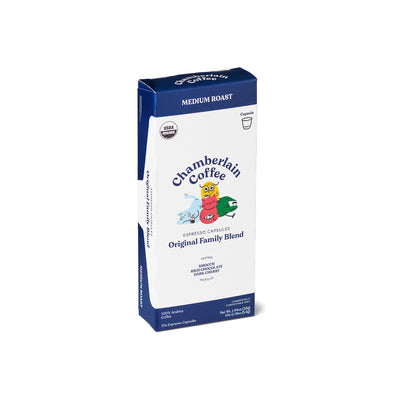 MEDIUM ROAST
USDA
ORGANIC
Capsule
Chamberlain
Coffee
ESPRESSO CAPSULES
Original Family Blend
SMOOTH
RICH CHOCOLATE
DARK CHERRY
100% Arabica
Coffee
10x Espresso Capsules
Original Family Blend
MEDIUM ROAST